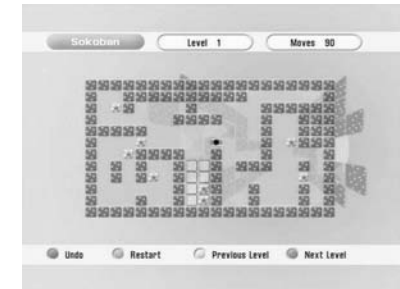 Sokoban Level 1 Moves 90
Undo Restart Previous Level Next Level